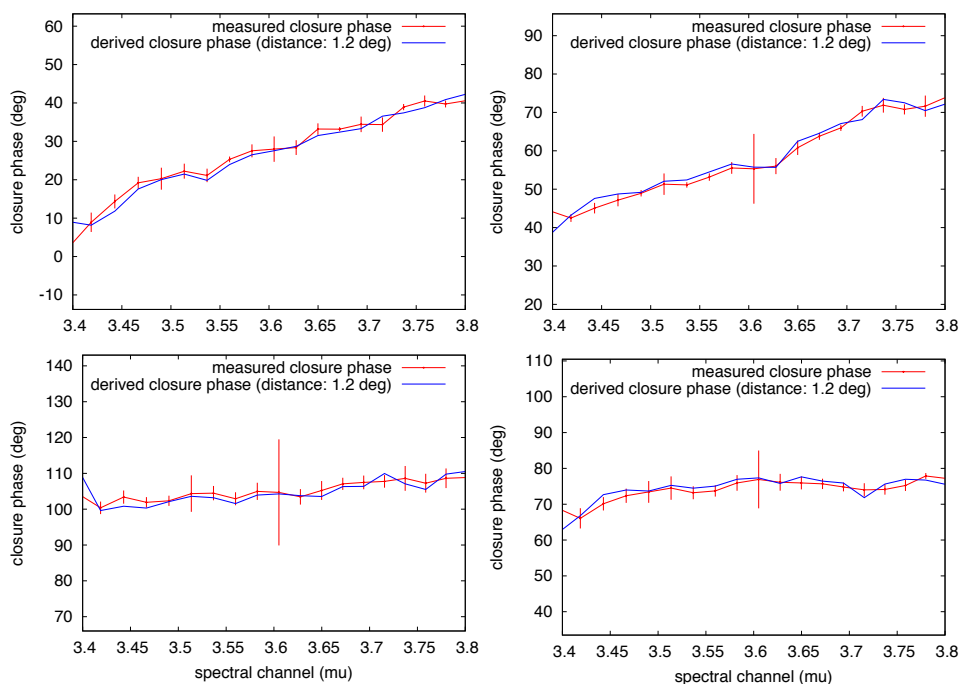 measured closure phase
derived closure phase (distance: 1.2 deg)
closure phase (deg)
60
50
40
30
20
10
0
-10
3.4 3.45 3.5 3.55 3.6 3.65 3.7 3.75 3.8
measured closure phase
derived closure phase (distance: 1.2 deg)
closure phase (deg)
90
80
70
60
50
40
30
20
3.4 3.45 3.5 3.55 3.6 3.65 3.7 3.75 3.8
measured closure phase
derived closure phase (distance: 1.2 deg)
closure phase (deg)
140
130
120
110
100
90
80
70
3.4 3.45 3.5 3.55 3.6 3.65 3.7 3.75 3.8
spectral channel (mu)
measured closure phase
derived closure phase (distance: 1.2 deg)
closure phase (deg)
110
100
90
80
70
60
50
40
3.4 3.45 3.5 3.55 3.6 3.65 3.7 3.75 3.8
spectral channel (mu)